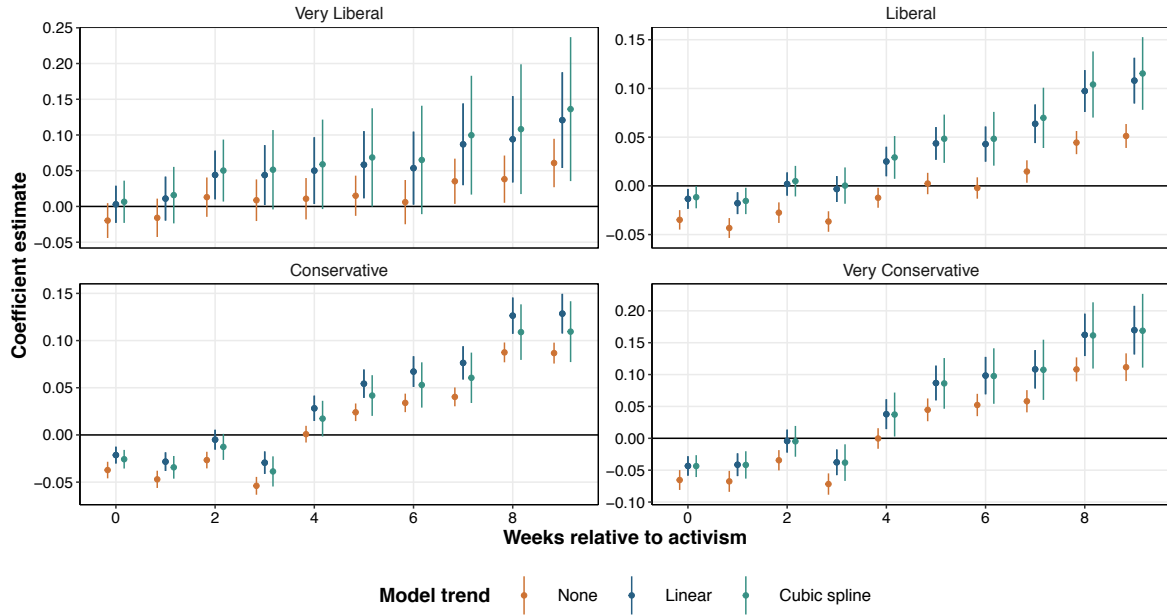 Very Liberal
Liberal
0.25
0.20
0.15
0.10
0.05
0.00
−0.05
0.15
0.10
0.05
0.00
−0.05
Conservative
Very Conservative
0.15
0.10
0.05
0.00
−0.05
0.20
0.15
0.10
0.05
0.00
−0.05
−0.10
Coefficient estimate
0 2 4 6 8
0 2 4 6 8
Weeks relative to activism
Model trend None Linear Cubic spline